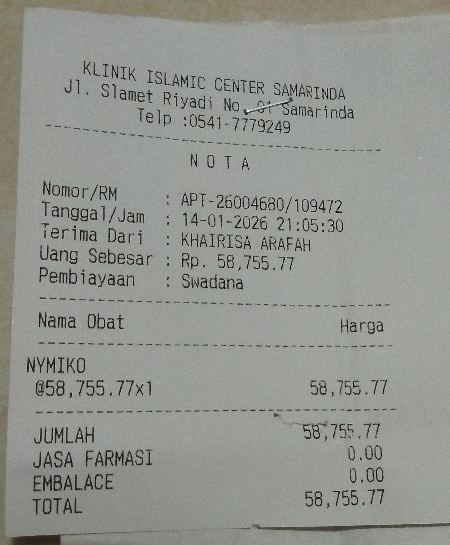 KLINIK ISLAMIC CENTER SAMARINDA
Jl. Slamet Riyadi No. 01 Samarinda
Telp :0541-7779249
N O T A
Nomor/RM : APT-26004680/109472
Tanggal/Jam : 14-01-2026 21:05:30
Terima Dari : KHAIRISA ARAFAH
Uang Sebesar : Rp. 58,755.77
Pembiayaan : Swadana
Nama Obat Harga
NYMIKO
@58,755.77x1 58,755.77
JUMLAH 58,755.77
JASA FARMASI 0.00
EMBALACE 0.00
TOTAL 58,755.77